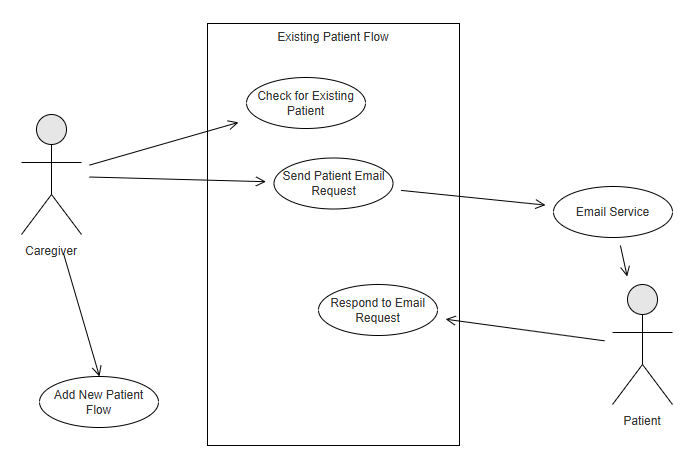 Existing Patient Flow
Check for Existing
Patient
Send Patient Email
Request
Email Service
Caregiver
Respond to Email
Request
Add New Patient
Flow
Patient